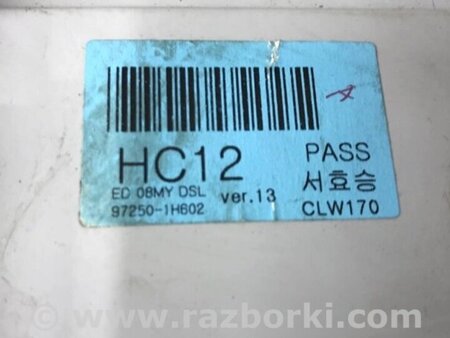 HC12
PASS
ED 08MY DSL
ver.13
서효승
97250-1H602
CLW170
© www.razborki.com